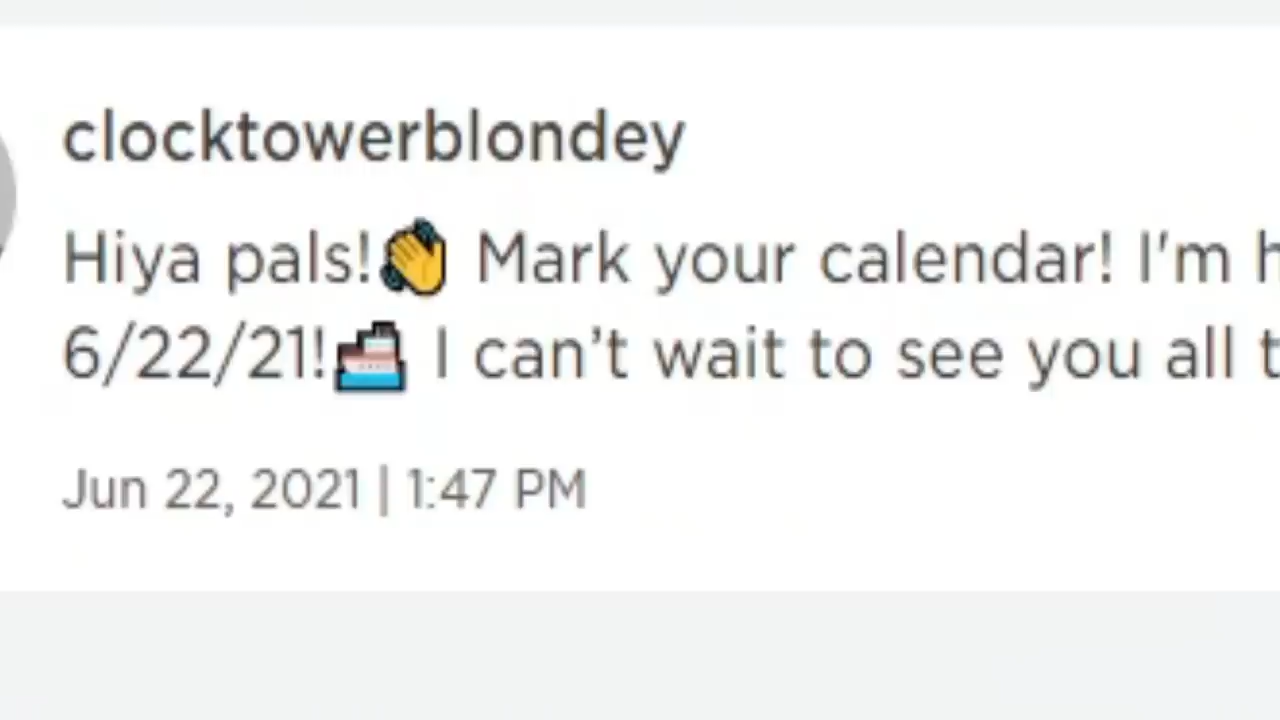 clocktowerblondey
Hiya pals!👋 Mark your calendar! I'm
6/22/21!🛳 I can’t wait to see you all
Jun 22, 2021 | 1:47 PM